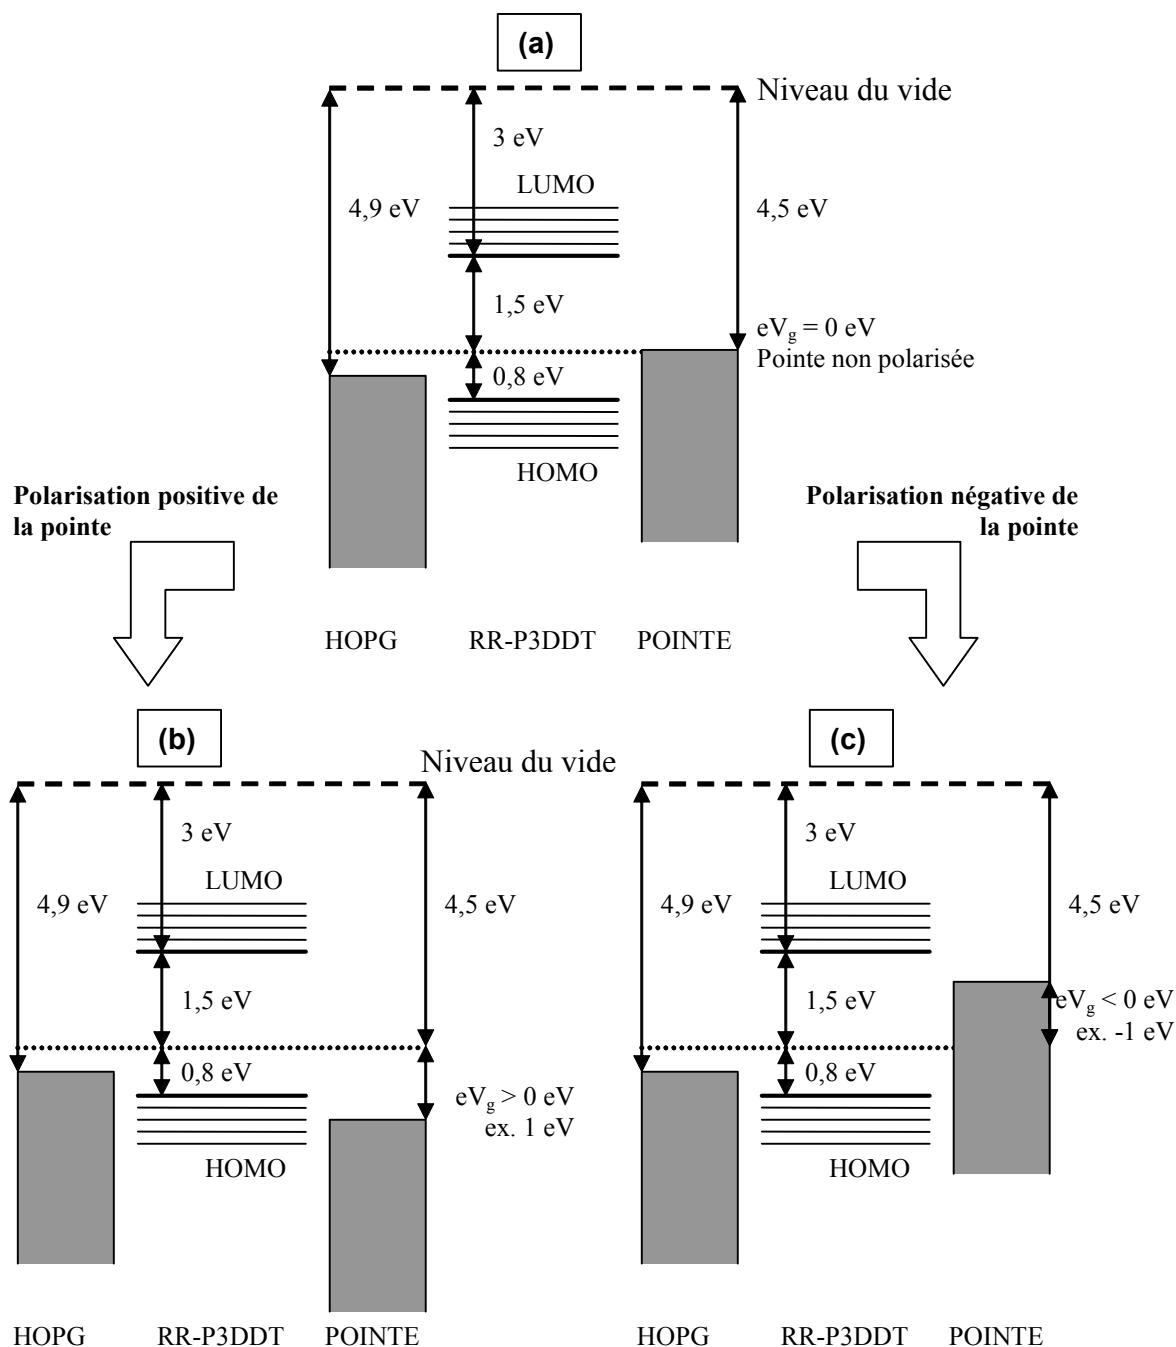 (a)
Niveau du vide
3 eV
LUMO
4,9 eV
4,5 eV
1,5 eV
eVg = 0 eV
Pointe non polarisée
0,8 eV
HOMO
Polarisation positive de
la pointe
Polarisation négative de
la pointe
HOPG RR-P3DDT POINTE
(b)
Niveau du vide
3 eV
LUMO
4,9 eV
4,5 eV
1,5 eV
0,8 eV
eVg > 0 eV
ex. 1 eV
HOMO
HOPG RR-P3DDT POINTE
(c)
3 eV
LUMO
4,9 eV
4,5 eV
1,5 eV
eVg < 0 eV
ex. -1 eV
0,8 eV
HOMO
HOPG RR-P3DDT POINTE